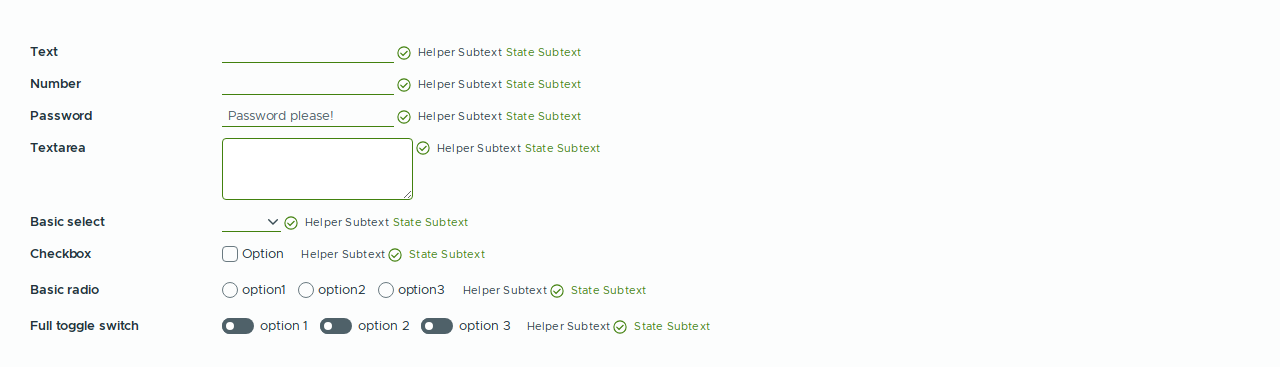 Text Helper Subtext State Subtext
Number Helper Subtext State Subtext
Password Password please! Helper Subtext State Subtext
Textarea Helper Subtext State Subtext
Basic select Helper Subtext State Subtext
Checkbox Option Helper Subtext State Subtext
Basic radio option1 option2 option3 Helper Subtext State Subtext
Full toggle switch option 1 option 2 option 3 Helper Subtext State Subtext